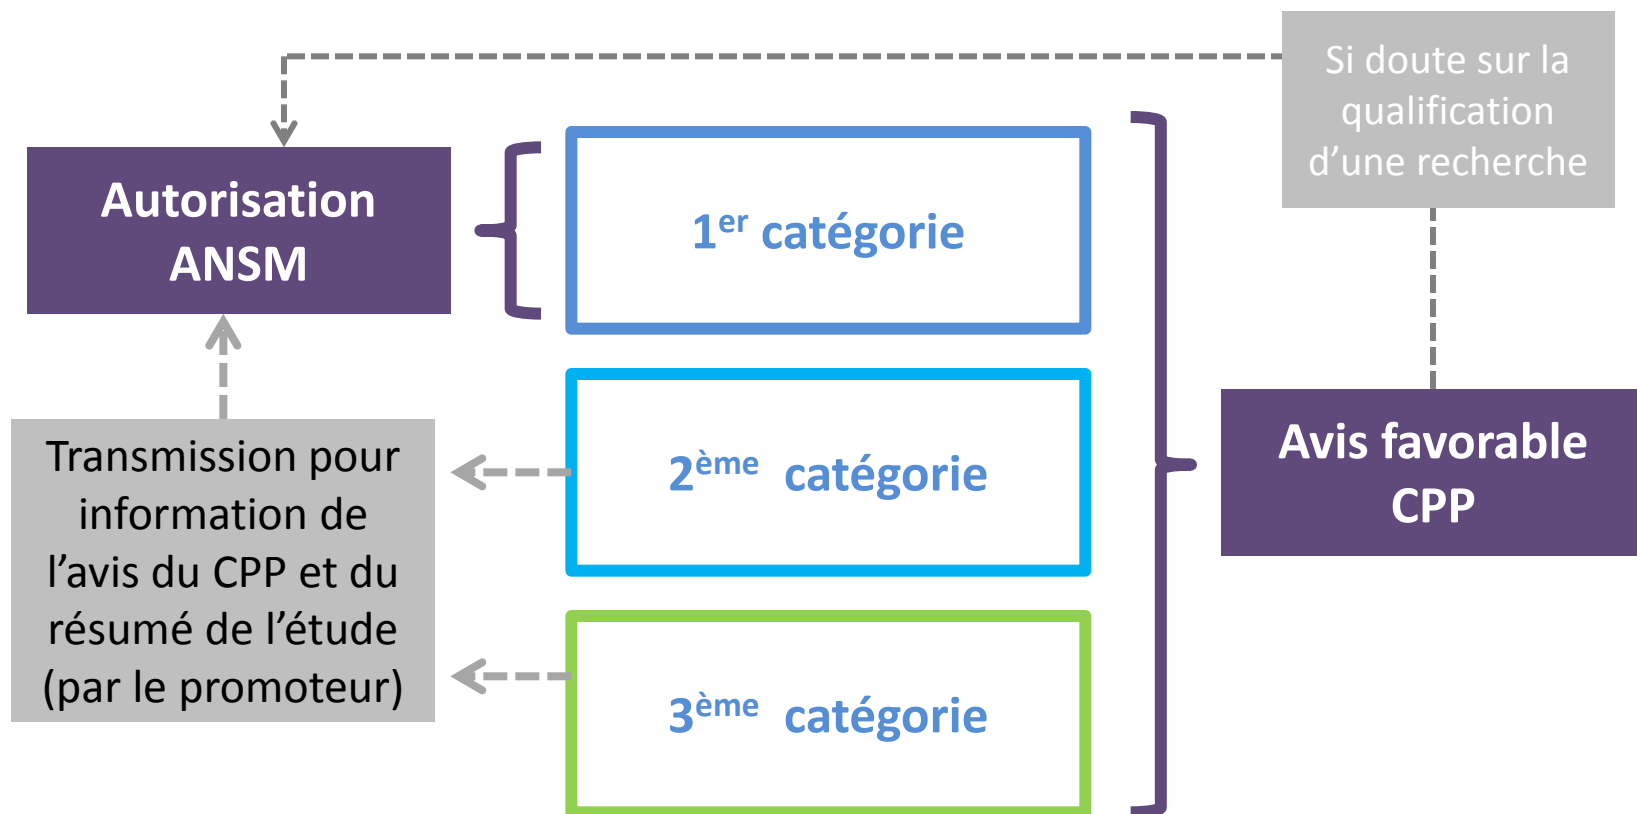 Si doute sur la
qualification
d’une recherche
Autorisation
ANSM
1er catégorie
Transmission pour
information de
l’avis du CPP et du
résumé de l’étude
(par le promoteur)
2ème catégorie
3ème catégorie
Avis favorable
CPP